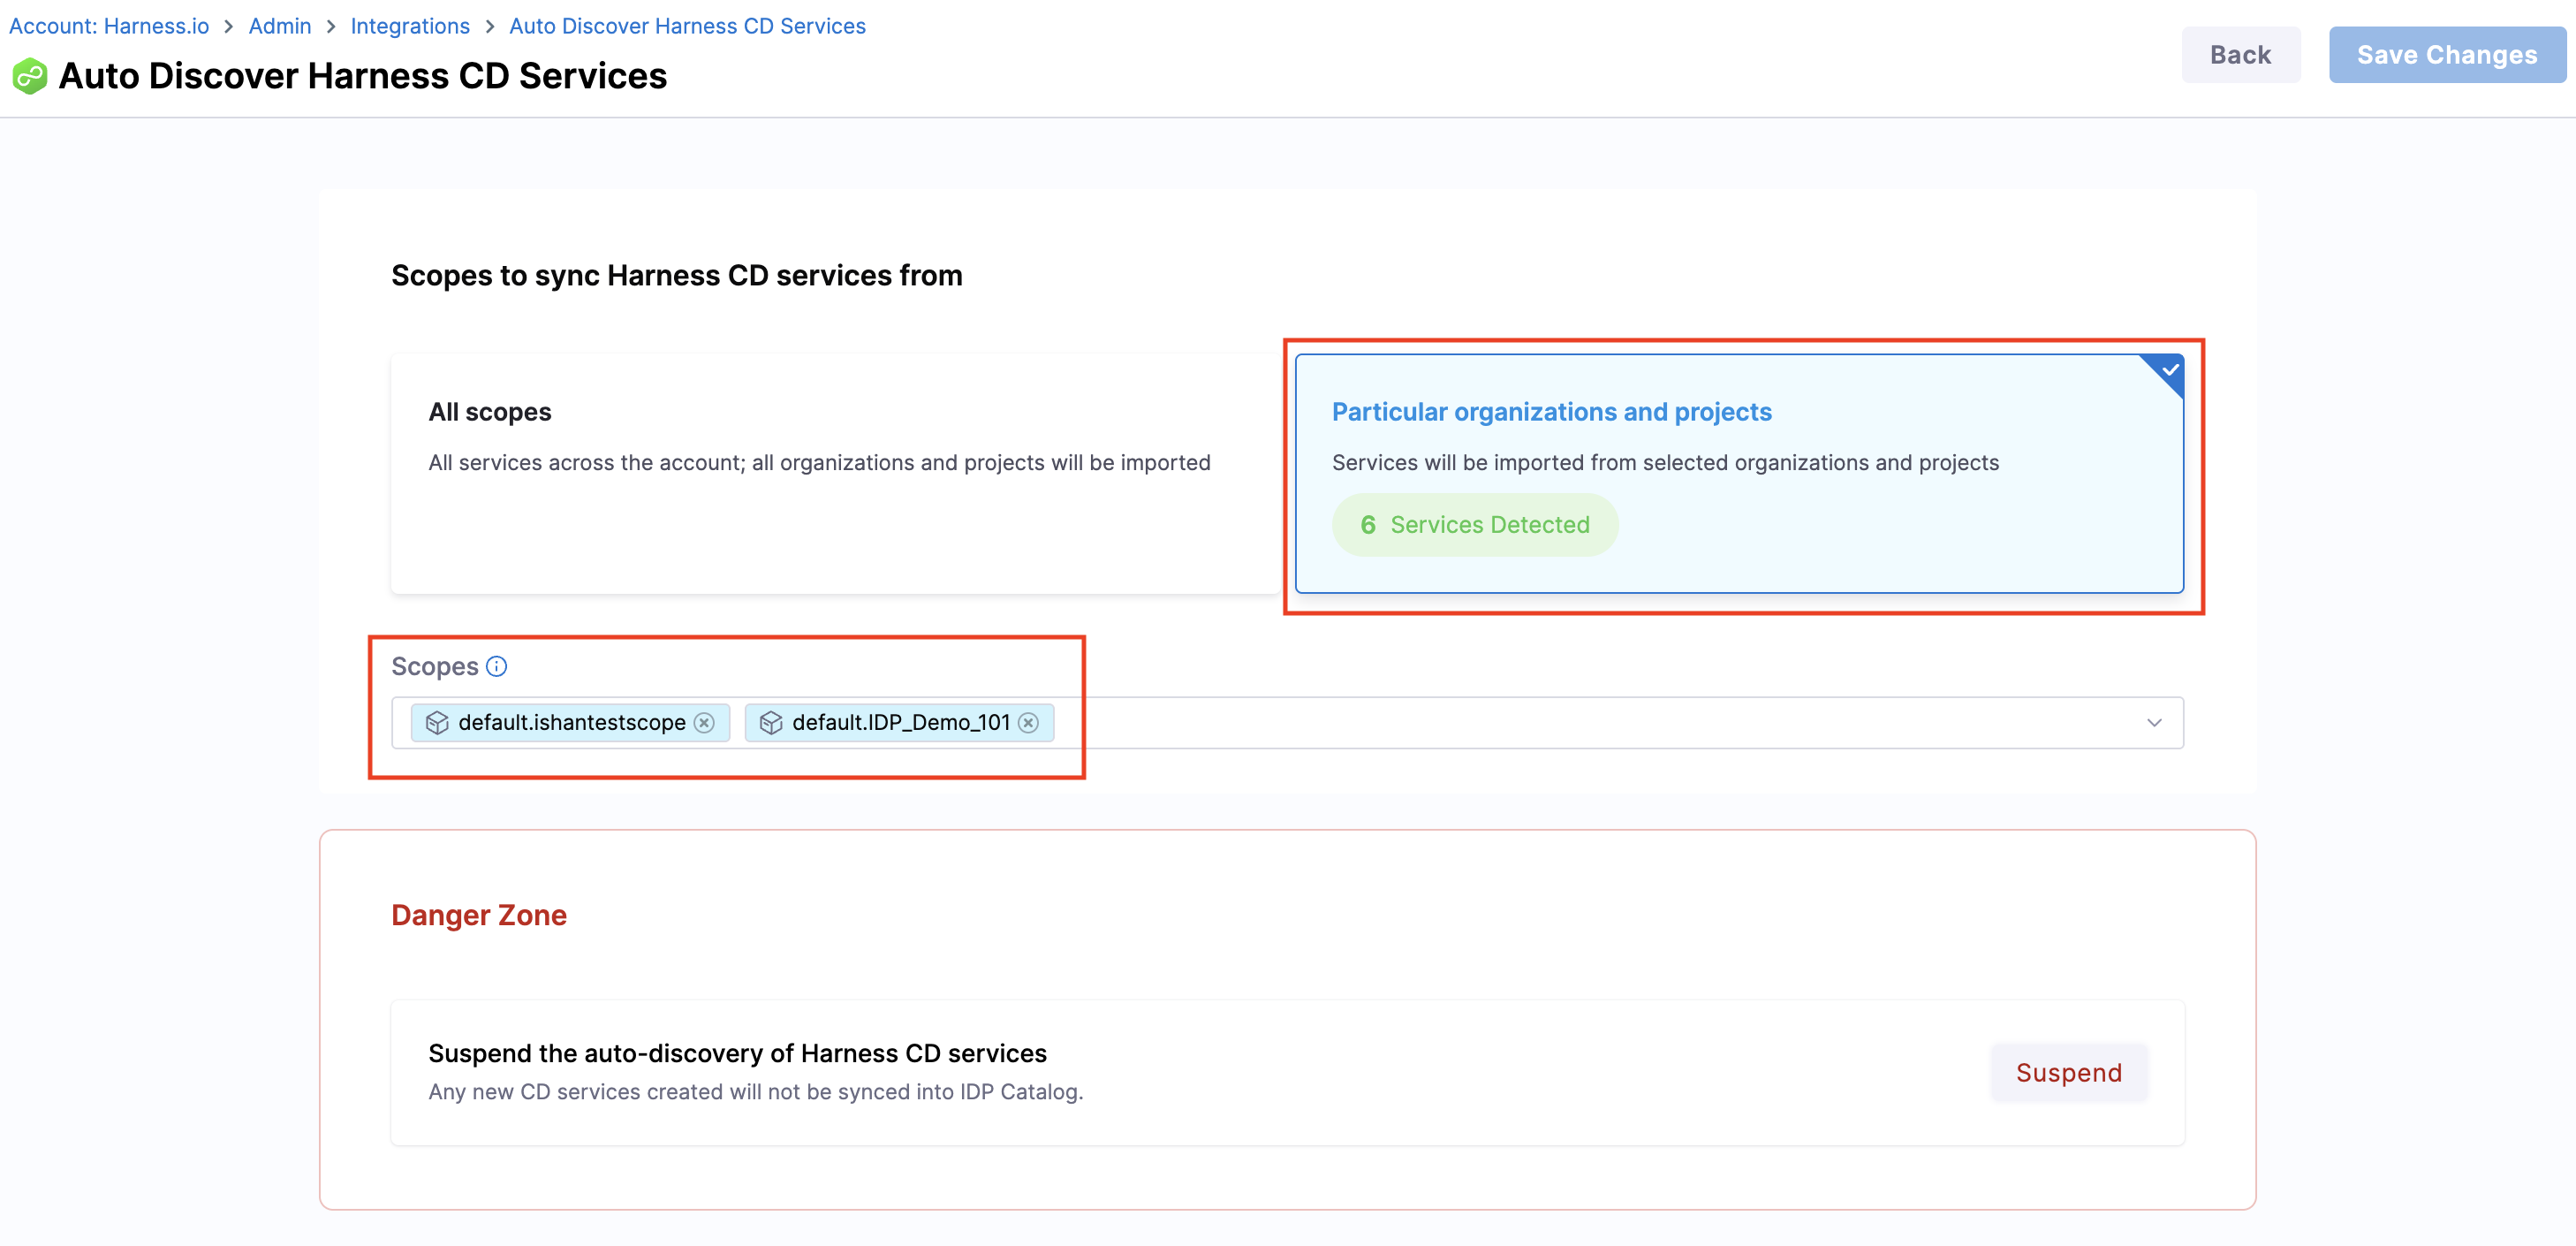 Account: Harness.io > Admin > Integrations > Auto Discover Harness CD Services
Auto Discover Harness CD Services
Back
Save Changes
Scopes to sync Harness CD services from
All scopes
All services across the account; all organizations and projects will be imported
Particular organizations and projects
Services will be imported from selected organizations and projects
6 Services Detected
Scopes
default.ishantestscope
default.IDP_Demo_101
Danger Zone
Suspend the auto-discovery of Harness CD services
Any new CD services created will not be synced into IDP Catalog.
Suspend